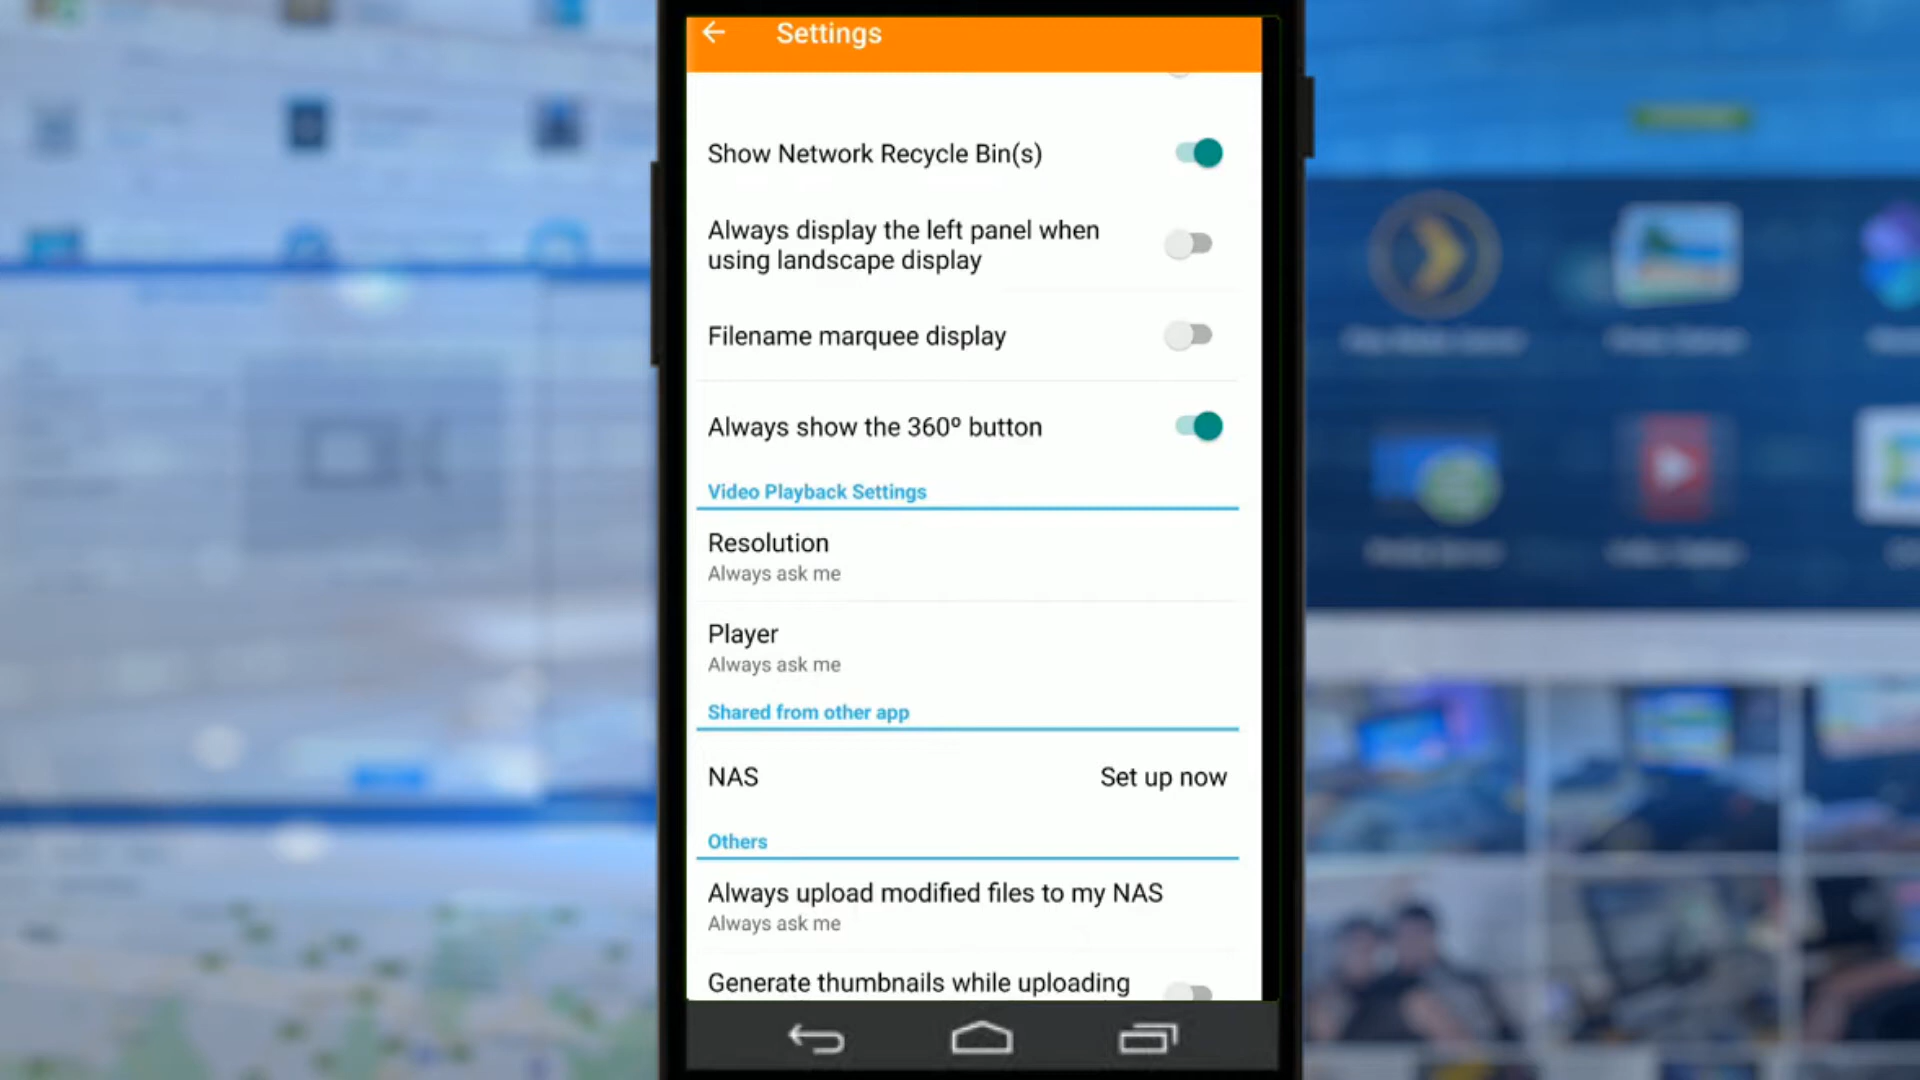 Settings
Show Network Recycle Bin(s)
Always display the left panel when
using landscape display
Filename marquee display
Always show the 360º button
Video Playback Settings
Resolution
Always ask me
Player
Always ask me
Shared from other app
NAS
Set up now
Others
Always upload modified files to my NAS
Always ask me
Generate thumbnails while uploading